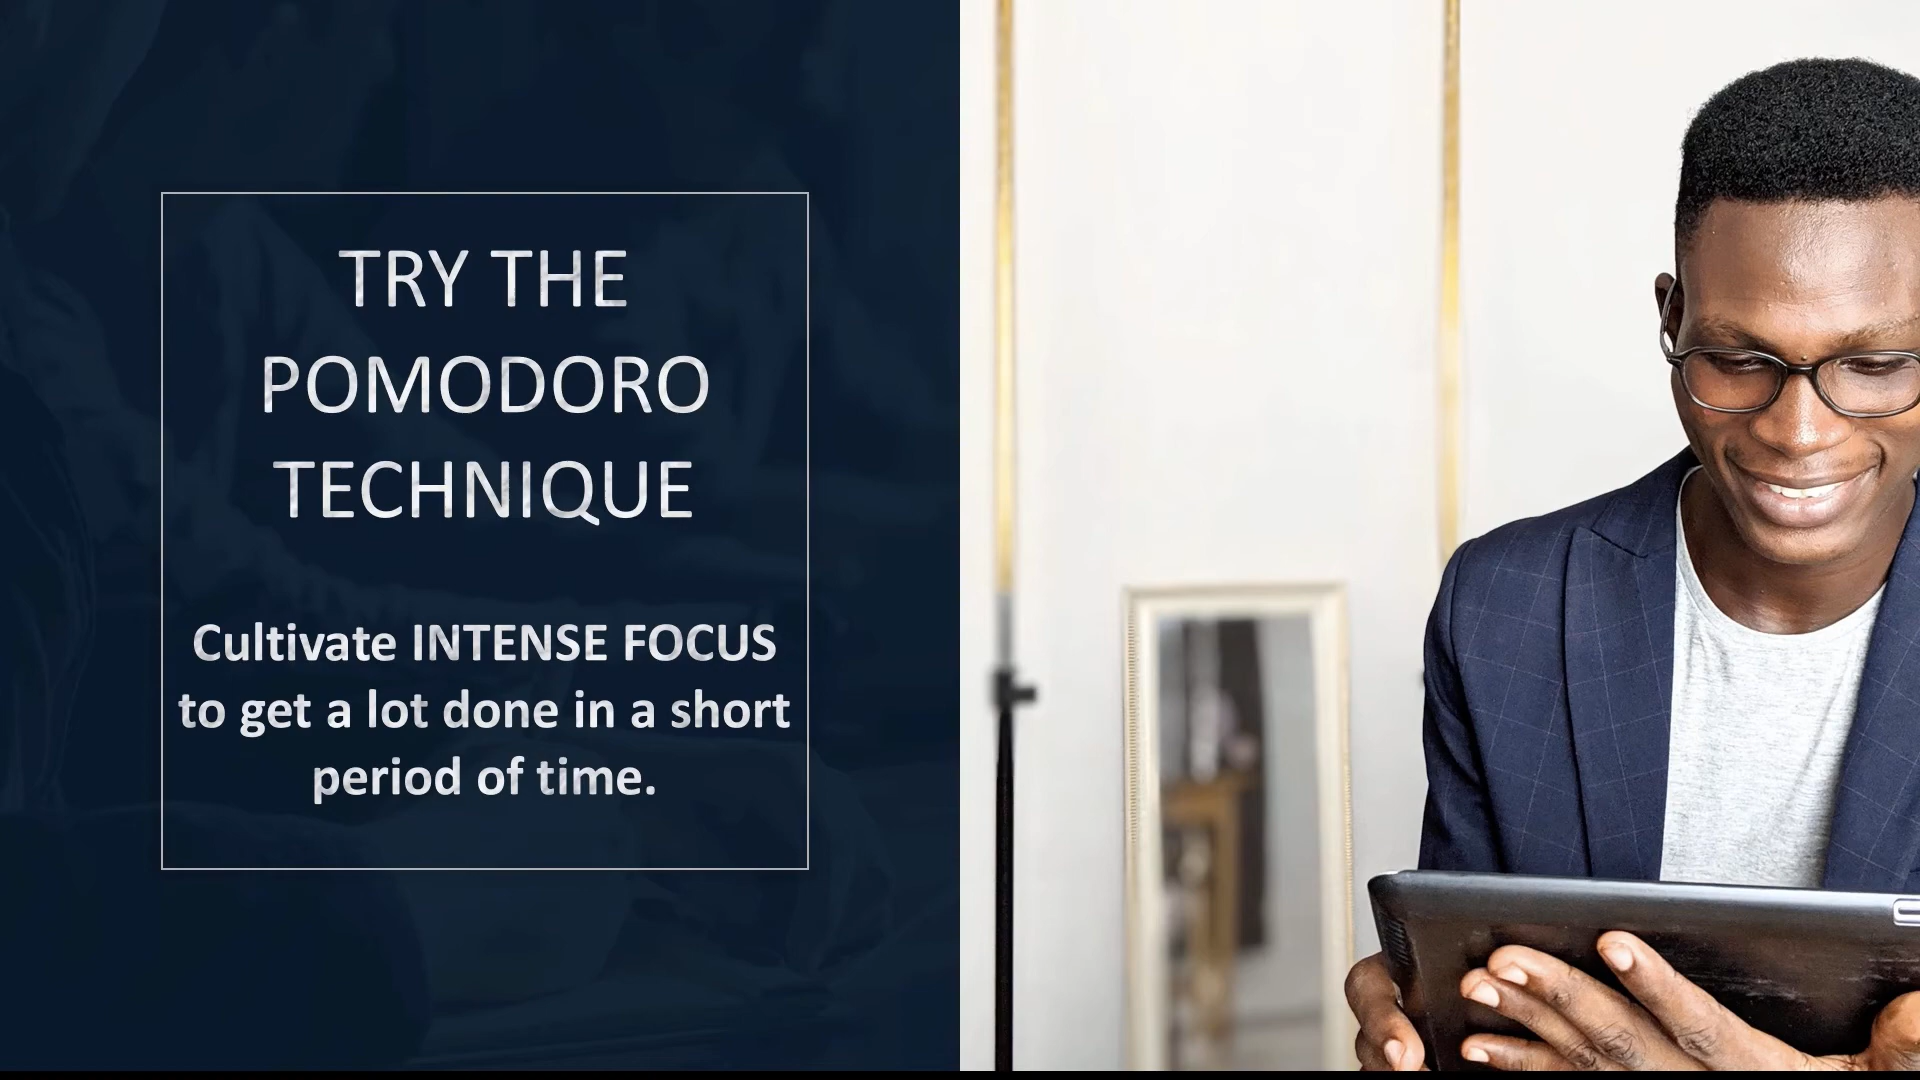 TRY THE
POMODORO
TECHNIQUE
Cultivate INTENSE FOCUS
to get a lot done in a short
period of time.